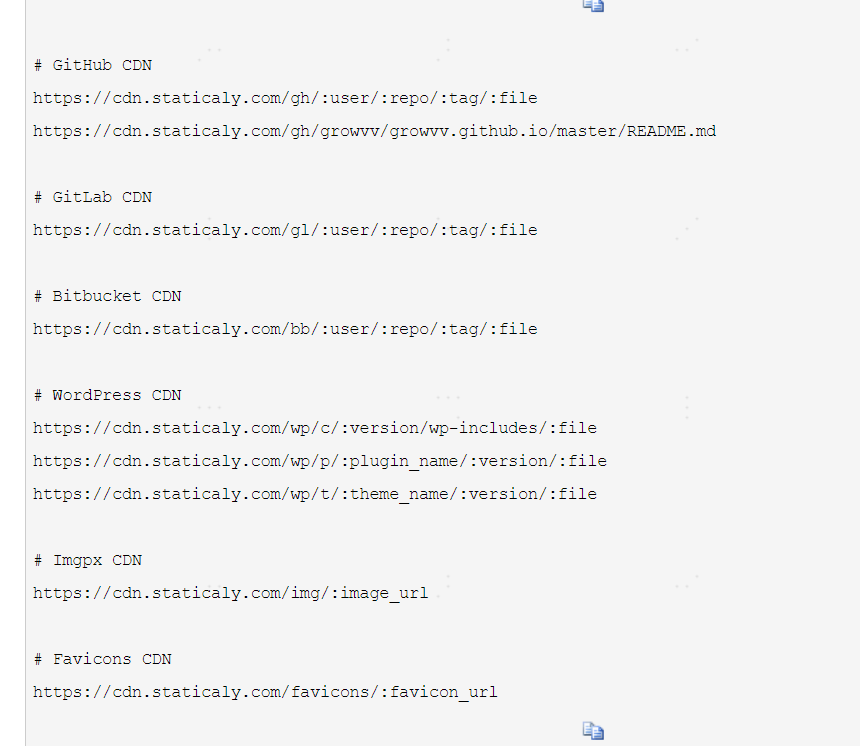 # GitHub CDN
https://cdn.staticaly.com/gh/:user/:repo/:tag/:file
https://cdn.staticaly.com/gh/growvv/growvv.github.io/master/README.md
# GitLab CDN
https://cdn.staticaly.com/gl/:user/:repo/:tag/:file
# Bitbucket CDN
https://cdn.staticaly.com/bb/:user/:repo/:tag/:file
# WordPress CDN
https://cdn.staticaly.com/wp/c/:version/wp-includes/:file
https://cdn.staticaly.com/wp/p/:plugin_name/:version/:file
https://cdn.staticaly.com/wp/t/:theme_name/:version/:file
# Imgpx CDN
https://cdn.staticaly.com/img/:image_url
# Favicons CDN
https://cdn.staticaly.com/favicons/:favicon_url